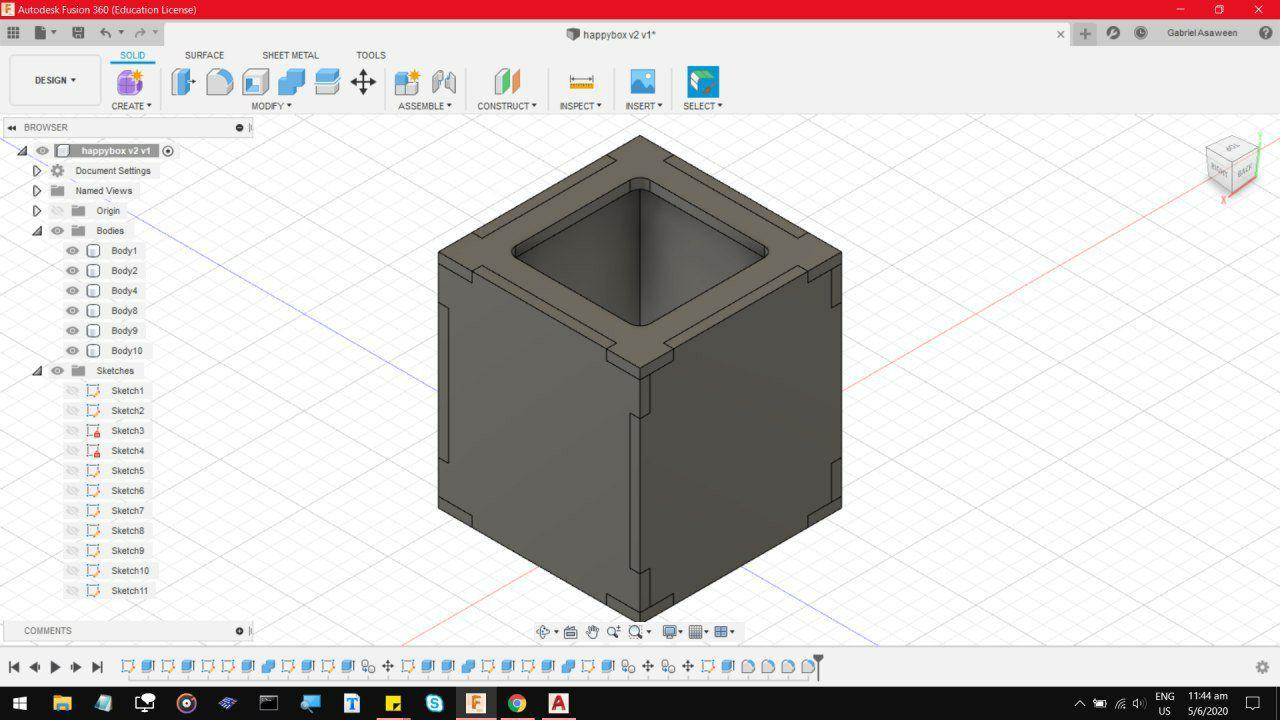 Autodesk Fusion 360 (Education License)
happybox v2 v1*
Gabriel Asaween
DESIGN
SOLID
SURFACE
SHEET METAL
TOOLS
CREATE
MODIFY
ASSEMBLE
CONSTRUCT
INSPECT
INSERT
SELECT
BROWSER
happybox v2 v1
Document Settings
Named Views
Origin
Bodies
Body1
Body2
Body4
Body8
Body9
Body10
Sketches
Sketch1
Sketch2
Sketch3
Sketch4
Sketch5
Sketch6
Sketch7
Sketch8
Sketch9
Sketch10
Sketch11
TOP
RIGHT
BACK
X
Y
COMMENTS
ENG
US
11:44 am
5/6/2020